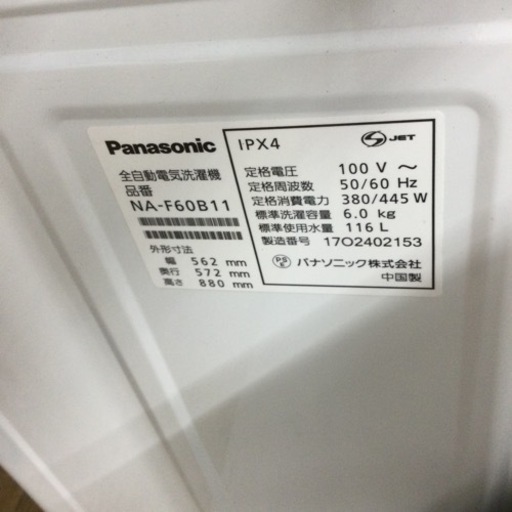 Panasonic
全自動電気洗濯機
品番
NA-F60B11
外形寸法
幅 562 mm
奥行 572 mm
高さ 880 mm
IPX4
JET
定格電圧 100 V ～
定格周波数 50/60 Hz
定格消費電力 380/445 W
標準洗濯容量 6.0 kg
標準使用水量 116 L
製造番号 17O2402153
PSE パナソニック株式会社
中国製